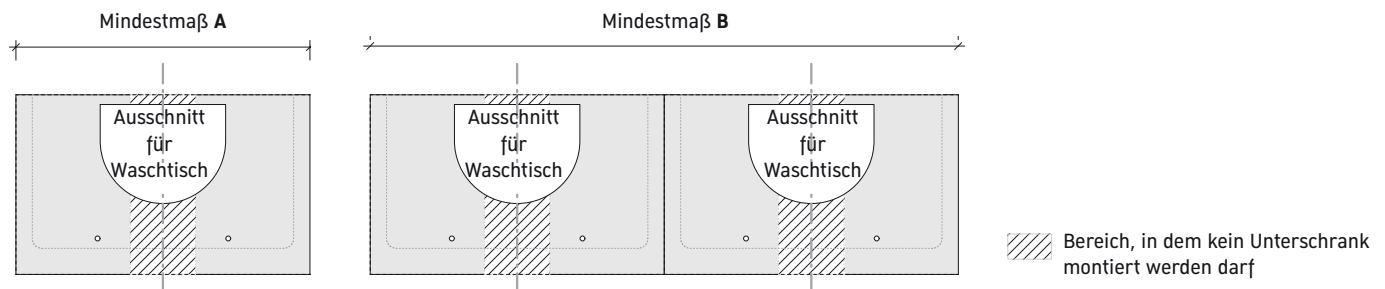 Mindestmaß A
Mindestmaß B
Ausschnitt
für
Waschtisch
Ausschnitt
für
Waschtisch
Ausschnitt
für
Waschtisch
Bereich, in dem kein Unterschrank
montiert werden darf